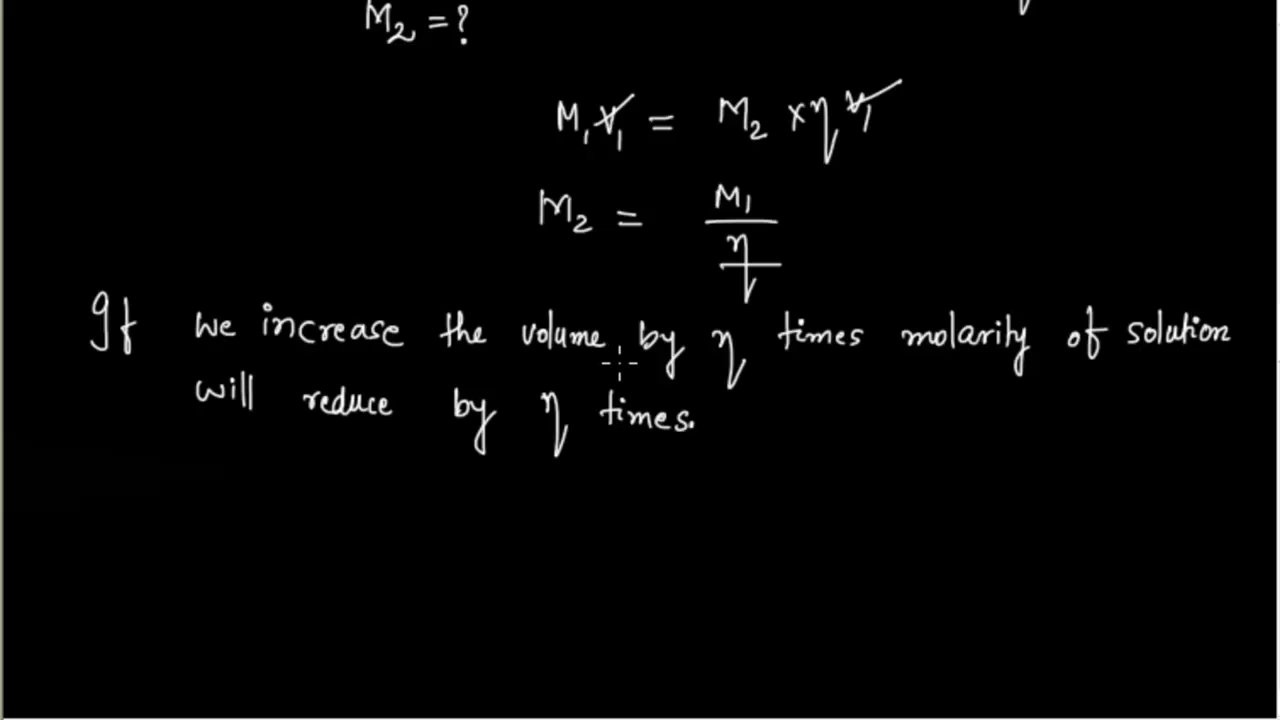 M₂ = ?
M₁V₁ = M₂ × η V₁
M₂ = M₁/η
If we increase the volume by η times molarity of solution
will reduce by η times.